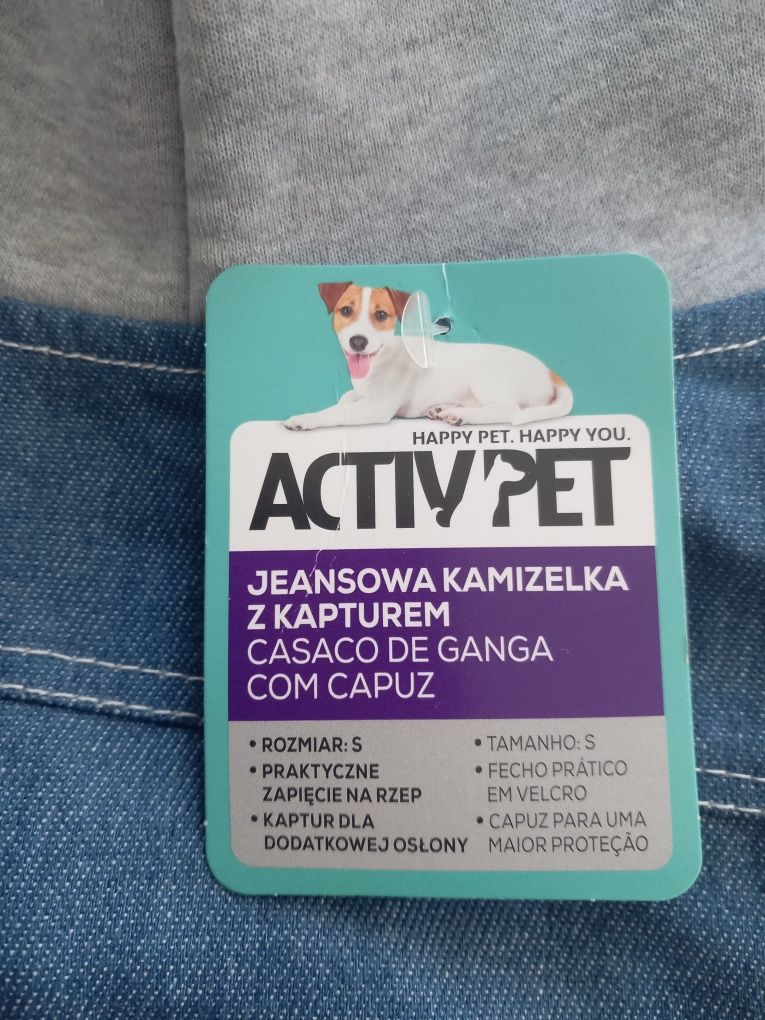 HAPPY PET. HAPPY YOU.
ACTIV PET
JEANSOWA KAMIZELKA
Z KAPTUREM
CASACO DE GANGA
COM CAPUZ
• ROZMIAR: S
• PRAKTYCZNE
ZAPIĘCIE NA RZEP
• KAPTUR DLA
DODATKOWEJ OSŁONY
• TAMANHO: S
• FECHO PRÁTICO
EM VELCRO
• CAPUZ PARA UMA
MAIOR PROTEÇÃO